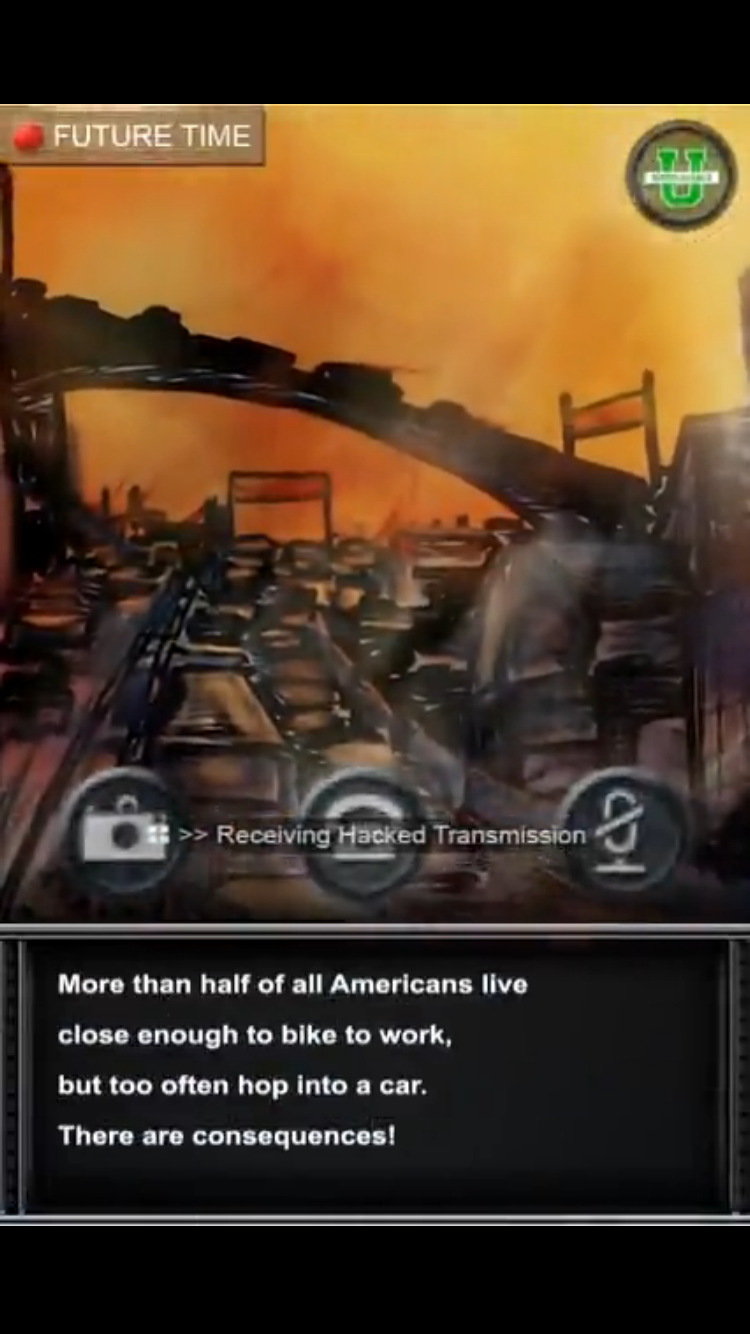 FUTURE TIME
U
>> Receiving Hacked Transmission
More than half of all Americans live
close enough to bike to work,
but too often hop into a car.
There are consequences!